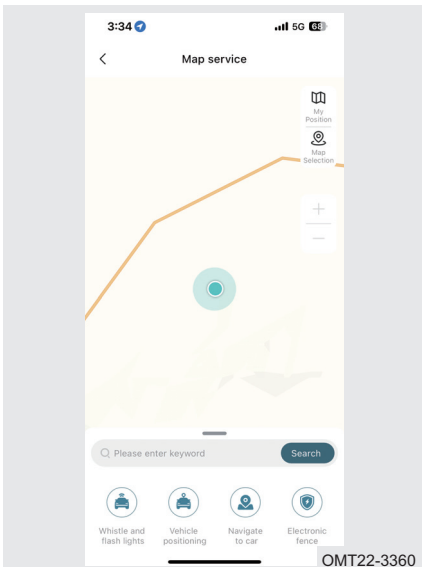 3:34
5G 63
Map service
My
Position
Map
Selection
Please enter keyword
Search
Whistle and
flash lights
Vehicle
positioning
Navigate
to car
Electronic
fence
OMT22-3360